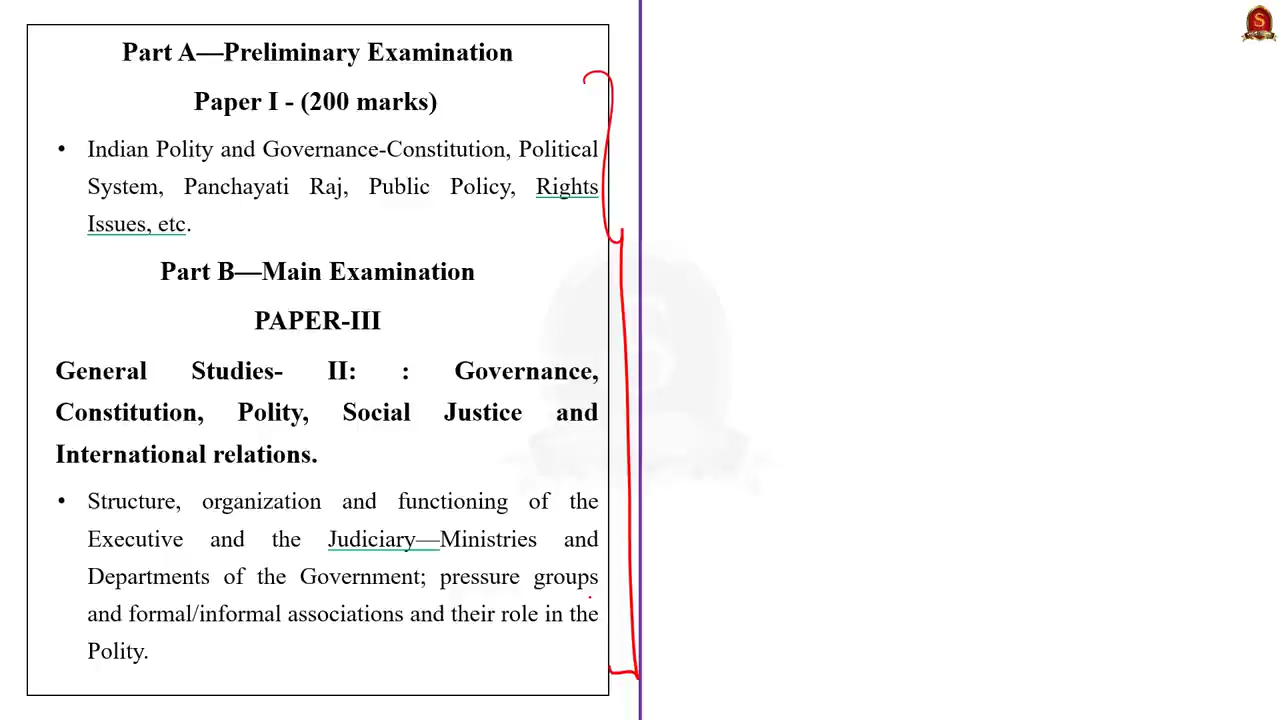 Part A—Preliminary Examination
Paper I - (200 marks)
• Indian Polity and Governance-Constitution, Political
System, Panchayati Raj, Public Policy, Rights
Issues, etc.
Part B—Main Examination
PAPER-III
General Studies- II: : Governance,
Constitution, Polity, Social Justice and
International relations.
• Structure, organization and functioning of the
Executive and the Judiciary—Ministries and
Departments of the Government; pressure groups
and formal/informal associations and their role in the
Polity.
S